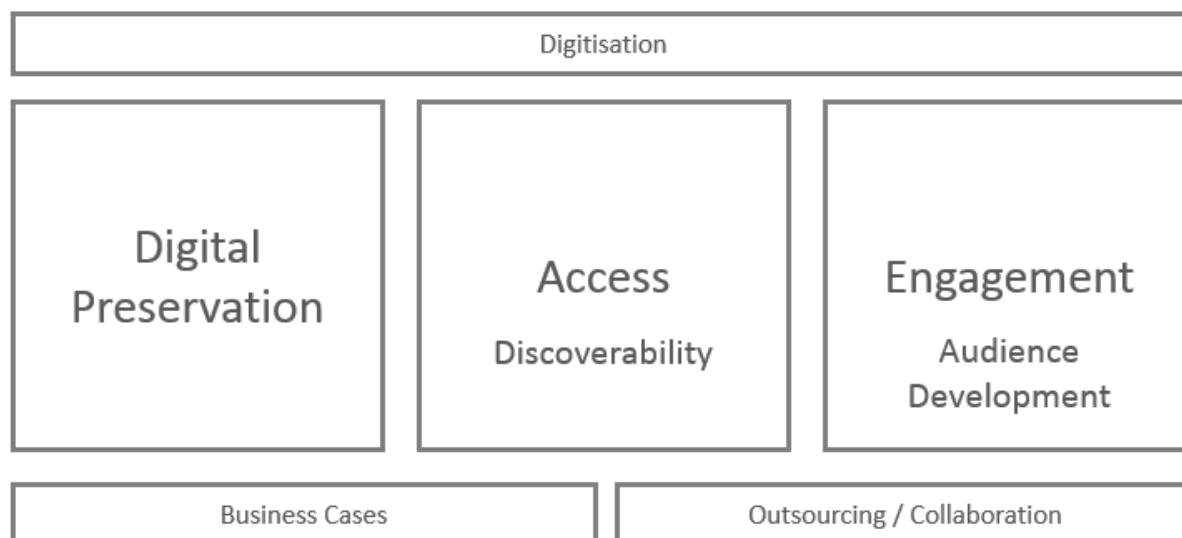 Digitisation
Digital
Preservation
Access
Discoverability
Engagement
Audience
Development
Business Cases
Outsourcing / Collaboration